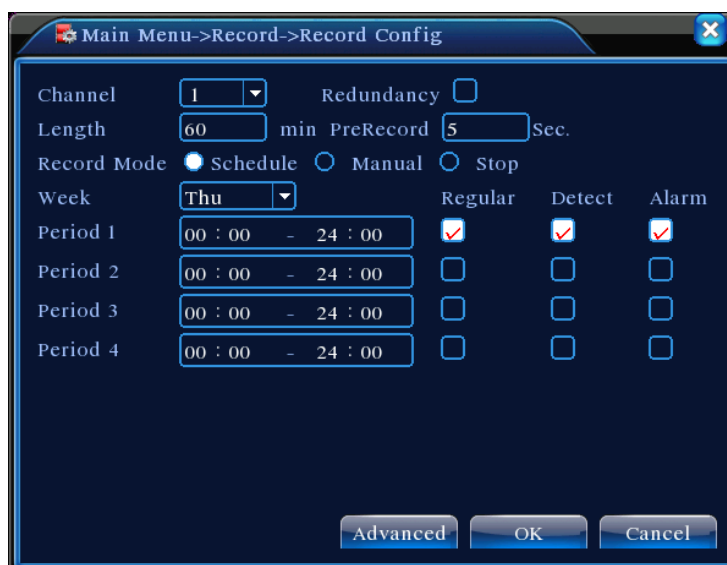 Main Menu->Record->Record Config
Channel 1 Redundancy
Length 60 min PreRecord 5 Sec.
Record Mode Schedule Manual Stop
Week Thu Regular Detect Alarm
Period 1 00 : 00 - 24 : 00
Period 2 00 : 00 - 24 : 00
Period 3 00 : 00 - 24 : 00
Period 4 00 : 00 - 24 : 00
Advanced OK Cancel